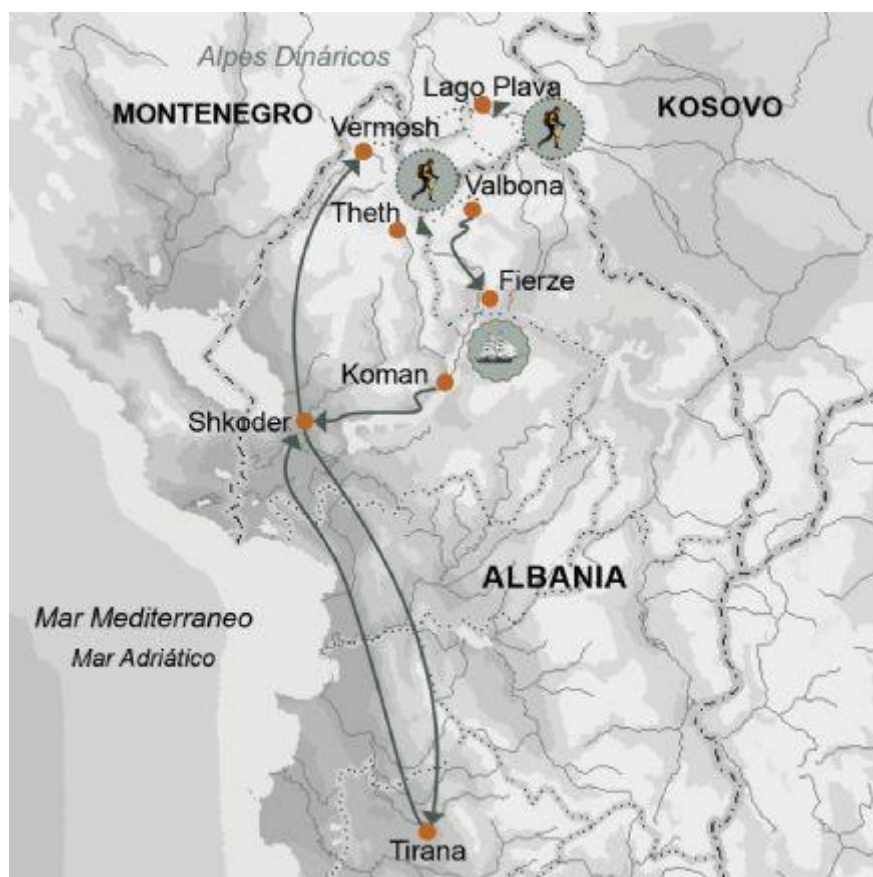 Alpes Dináricos
Lago Plava
MONTENEGRO
KOSOVO
Vermosh
Valbona
Theth
Fierze
Koman
Shkoder
ALBANIA
Mar Mediterraneo
Mar Adriático
Tirana